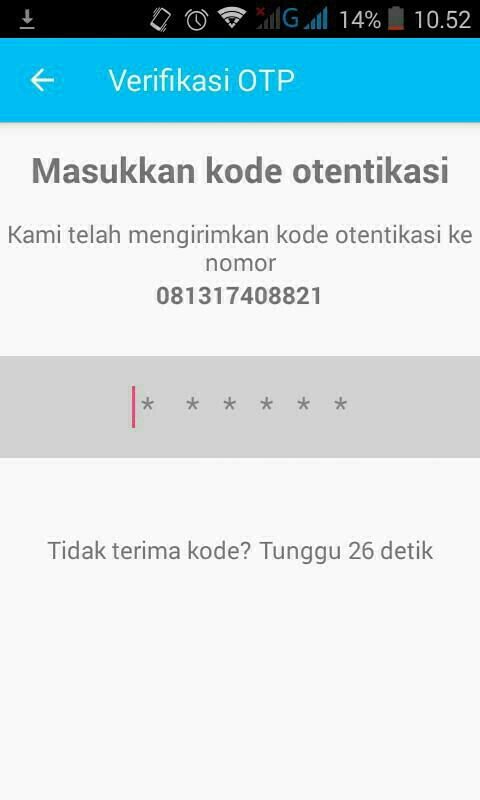 G 14% 10.52
Verifikasi OTP
Masukkan kode otentikasi
Kami telah mengirimkan kode otentikasi ke
nomor
081317408821
* * * * * *
Tidak terima kode? Tunggu 26 detik